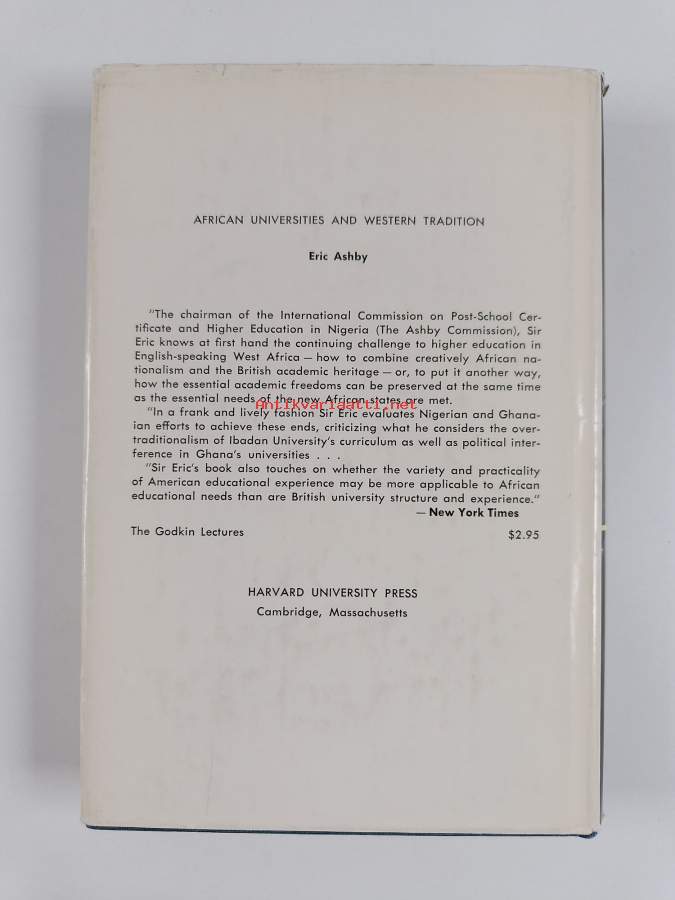 AFRICAN UNIVERSITIES AND WESTERN TRADITION
Eric Ashby
"The chairman of the International Commission on Post-School Cer-
tificate and Higher Education in Nigeria (The Ashby Commission), Sir
Eric knows at first hand the continuing challenge to higher education in
English-speaking West Africa — how to combine creatively African na-
tionalism and the British academic heritage — or, to put it another way,
how the essential academic freedoms can be preserved at the same time
as the essential needs of the new African states are met.
Antikvariaatti.net
"In a frank and lively fashion Sir Eric evaluates Nigerian and Ghana-
ian efforts to achieve these ends, criticizing what he considers the over-
traditionalism of Ibadan University's curriculum as well as political inter-
ference in Ghana's universities . . .
"Sir Eric's book also touches on whether the variety and practicality
of American educational experience may be more applicable to African
educational needs than are British university structure and experience."
— New York Times
The Godkin Lectures $2.95
HARVARD UNIVERSITY PRESS
Cambridge, Massachusetts